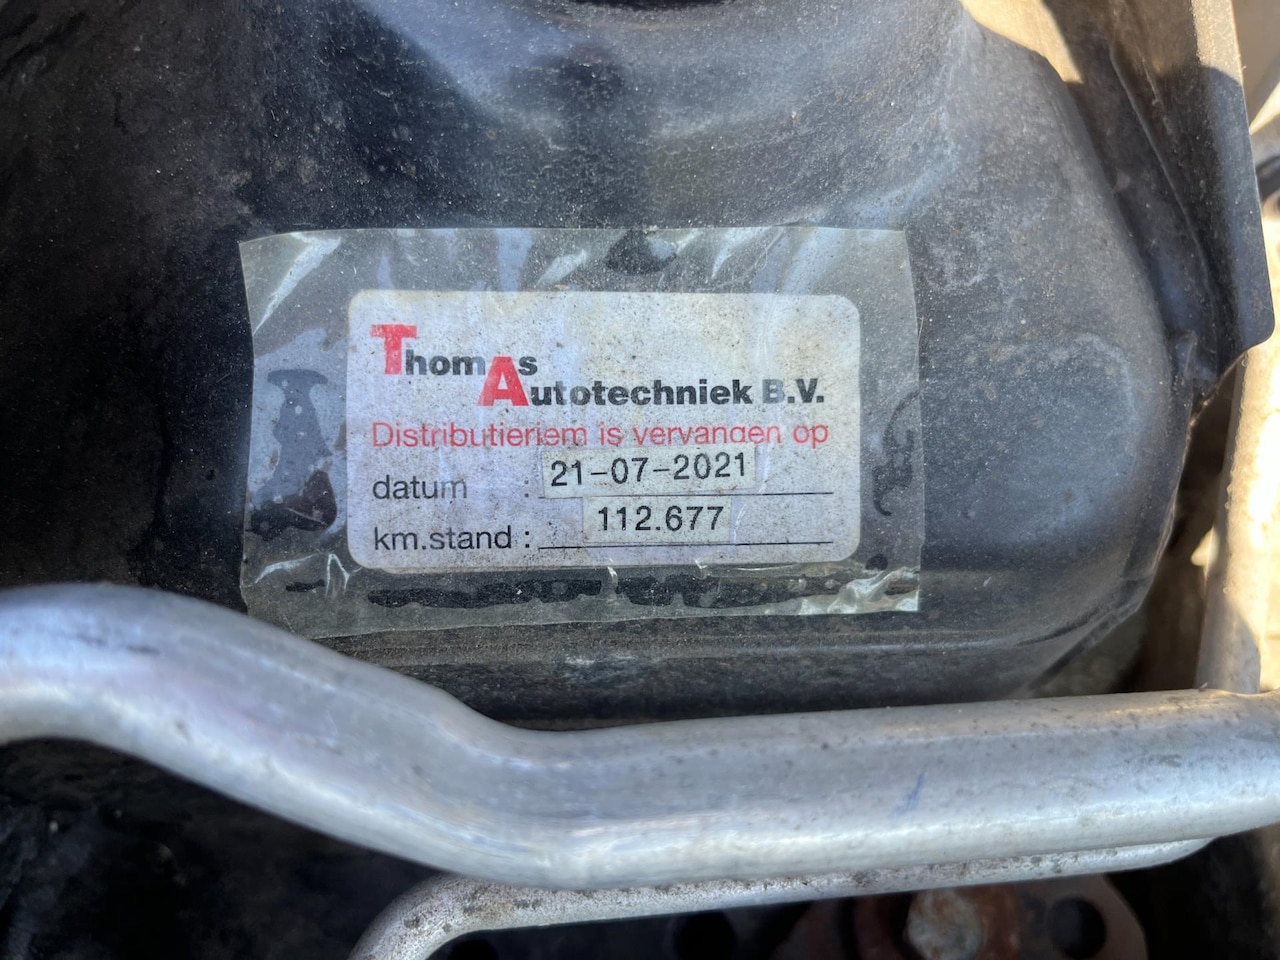 Thomas
Autotechniek B.V.
Distributieriem is vervangen op
datum : 21-07-2021
km.stand : 112.677